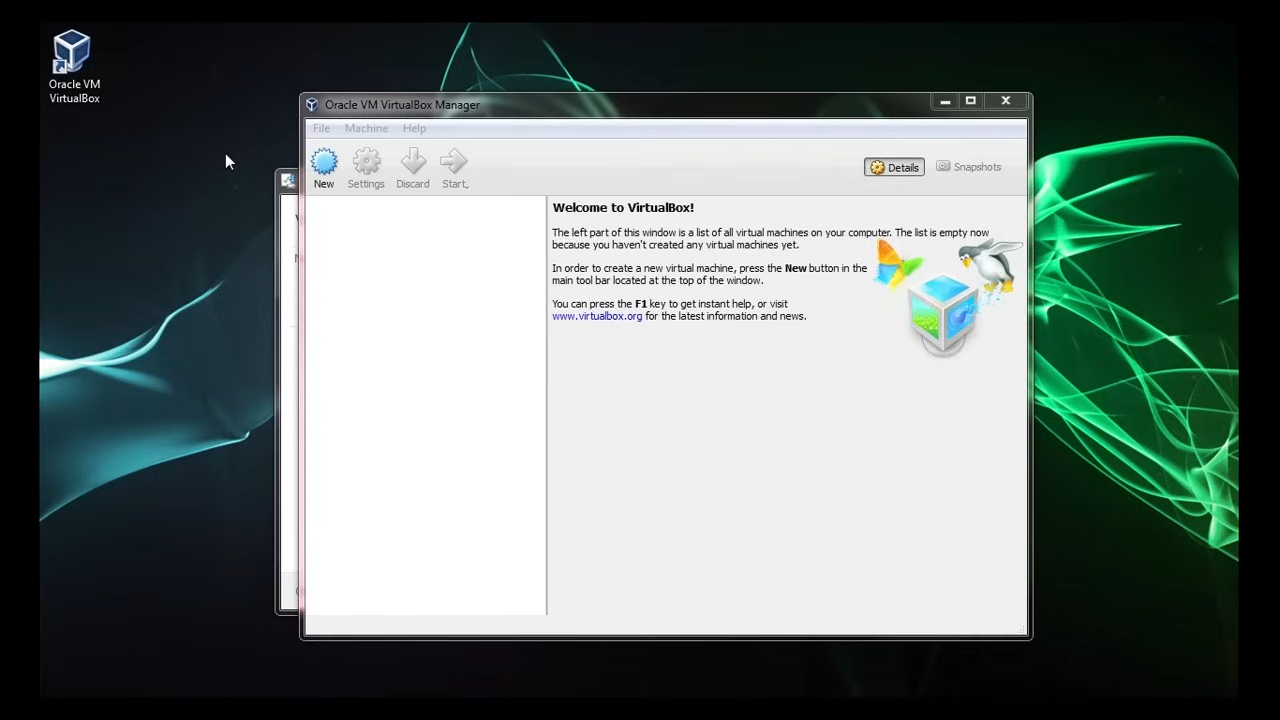 Oracle VM
VirtualBox
Oracle VM VirtualBox Manager
File Machine Help
New Settings Discard Start
Details Snapshots
Welcome to VirtualBox!
The left part of this window is a list of all virtual machines on your computer. The list is empty now
because you haven't created any virtual machines yet.
In order to create a new virtual machine, press the New button in the
main tool bar located at the top of the window.
You can press the F1 key to get instant help, or visit
www.virtualbox.org for the latest information and news.